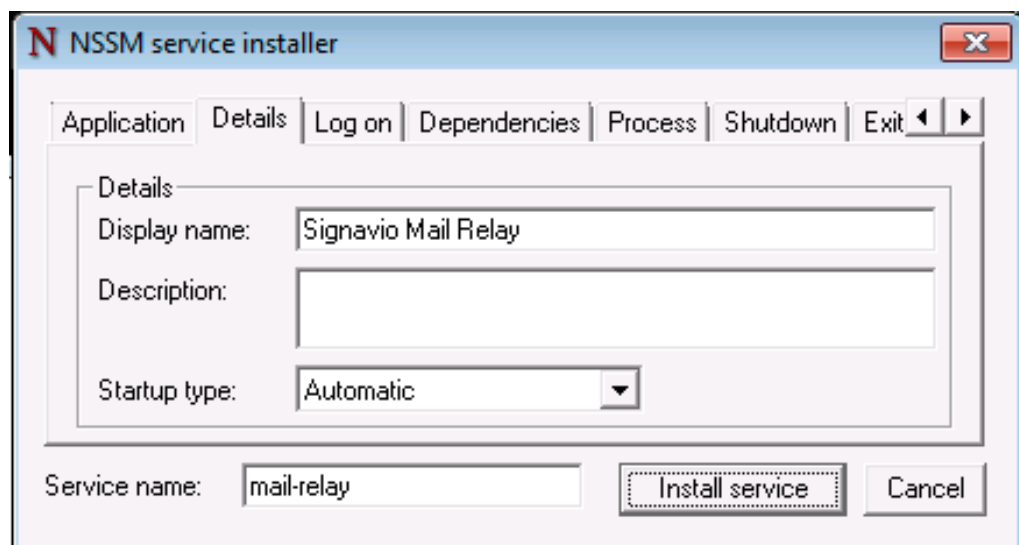 N NSSM service installer
Application Details Log on Dependencies Process Shutdown Exit
Details
Display name: Signavio Mail Relay
Description:
Startup type: Automatic
Service name: mail-relay Install service Cancel